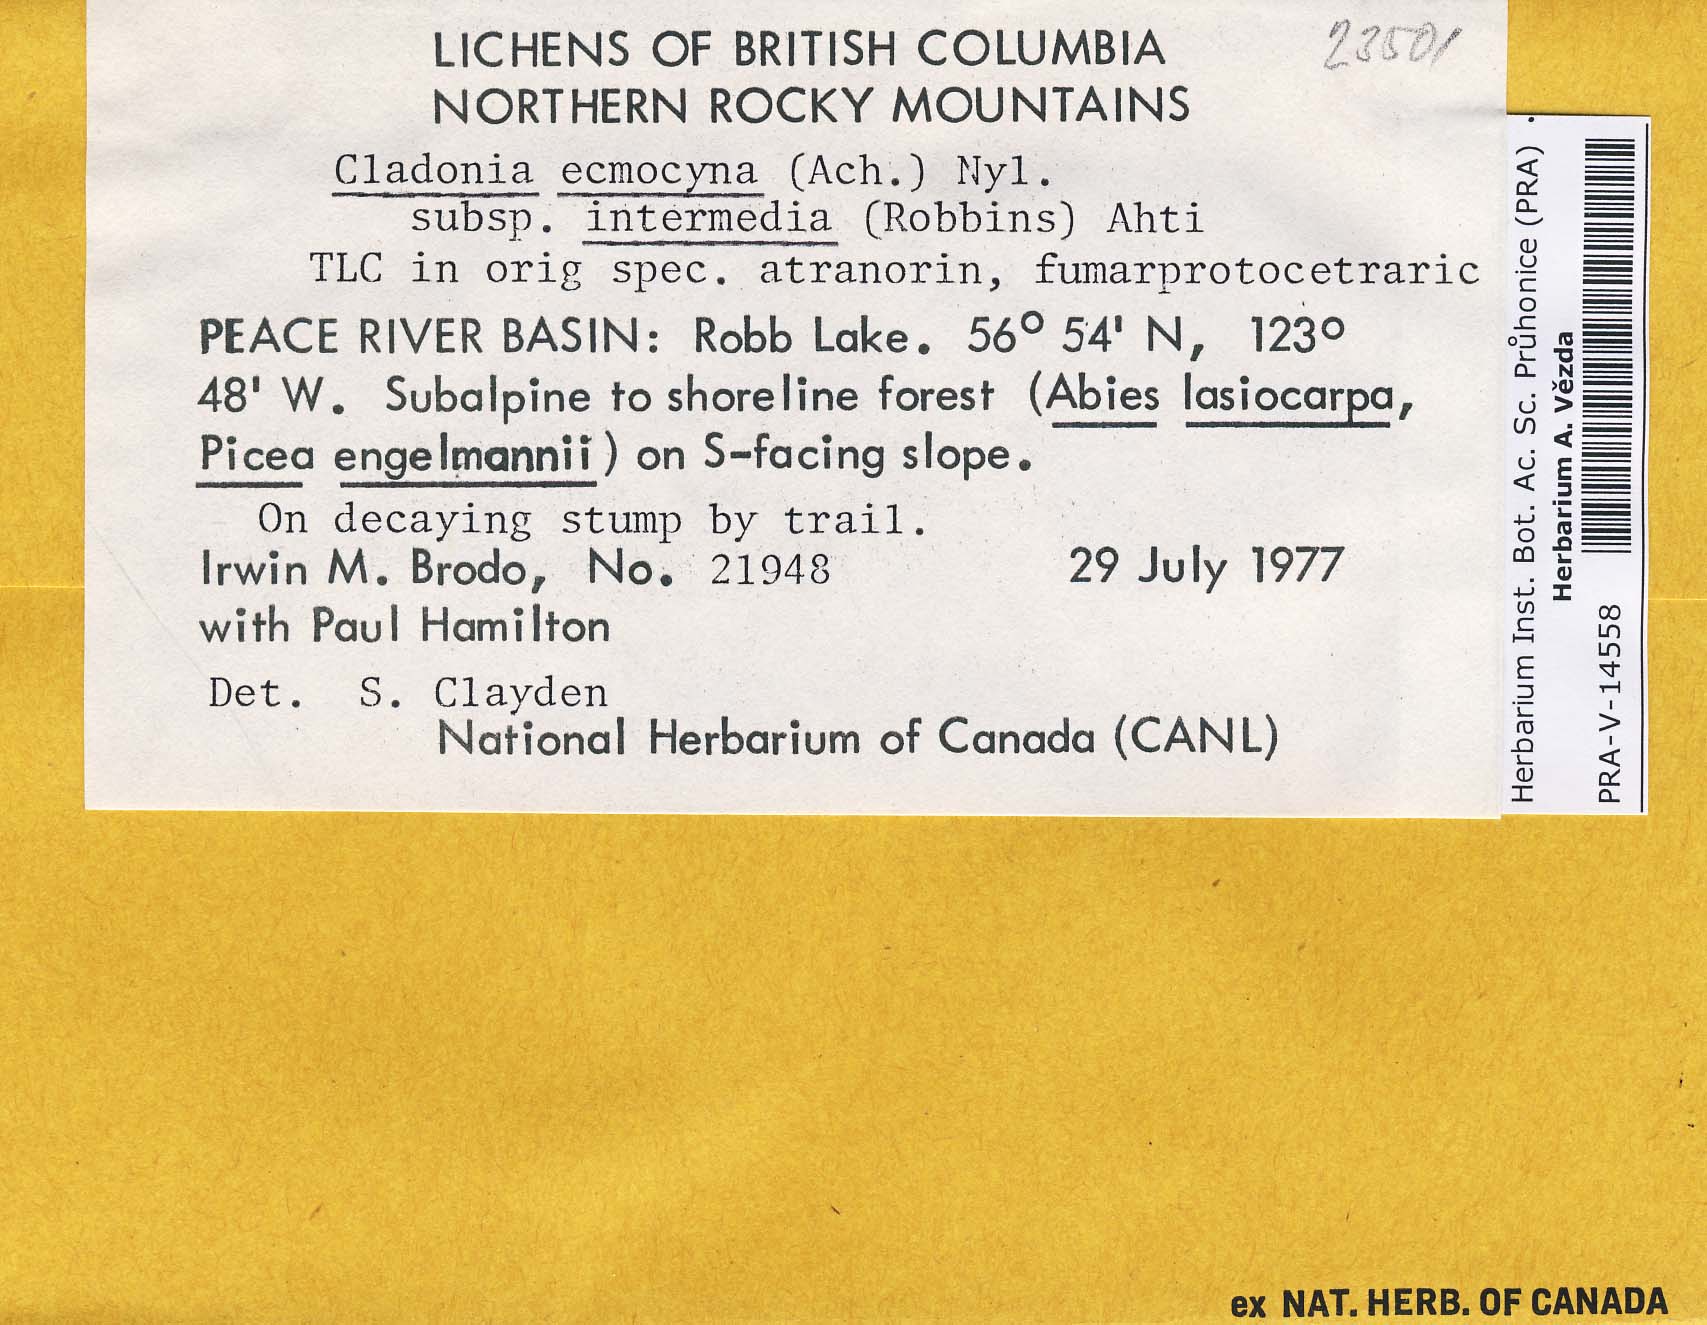 LICHENS OF BRITISH COLUMBIA
23501
NORTHERN ROCKY MOUNTAINS
Cladonia ecmocyna (Ach.) Nyl.
subsp. intermedia (Robbins) Ahti
TLC in orig spec. atranorin, fumarprotocetraric
PEACE RIVER BASIN: Robb Lake. 56° 54' N, 123°
48' W. Subalpine to shoreline forest (Abies lasiocarpa,
Picea engelmannii) on S-facing slope.
On decaying stump by trail.
Irwin M. Brodo, No. 21948 29 July 1977
with Paul Hamilton
Det. S. Clayden
National Herbarium of Canada (CANL)
Herbarium Inst. Bot. Ac. Sc. Průhonice (PRA)
Herbarium A. Vězda
PRA-V-14558
ex NAT. HERB. OF CANADA